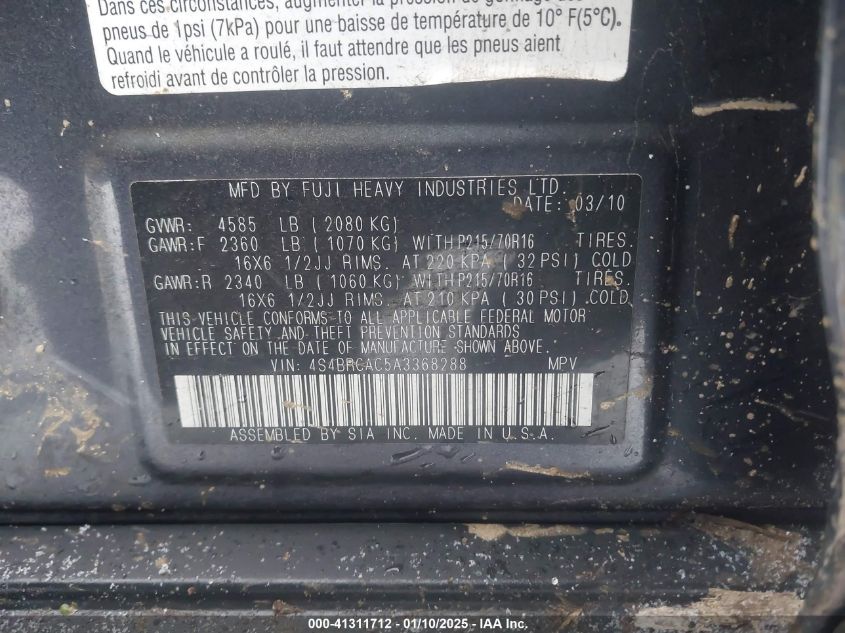 Dans ces circonstances, augmenter la pression de gonflage des
pneus de 1psi (7kPa) pour une baisse de température de 10° F(5°C).
Quand le véhicule a roulé, il faut attendre que les pneus aient
refroidi avant de contrôler la pression.
MFD BY FUJI HEAVY INDUSTRIES LTD.
DATE: 03/10
GVWR: 4585 LB ( 2080 KG)
GAWR:F 2360 LB ( 1070 KG) WITH P215/70R16 TIRES.
16X6 1/2JJ RIMS. AT 220 KPA ( 32 PSI) COLD
GAWR:R 2340 LB ( 1060 KG) WITH P215/70R16 TIRES.
16X6 1/2JJ RIMS. AT 210 KPA ( 30 PSI) .COLD.
THIS VEHICLE CONFORMS TO ALL APPLICABLE FEDERAL MOTOR
VEHICLE SAFETY AND THEFT PREVENTION STANDARDS
IN EFFECT ON THE DATE OF MANUFACTURE SHOWN ABOVE.
VIN: 4S4BRCAC5A3368288 MPV
ASSEMBLED BY SIA INC. MADE IN U.S.A.
000-41311712 — 01/10/2025 — IAA Inc.